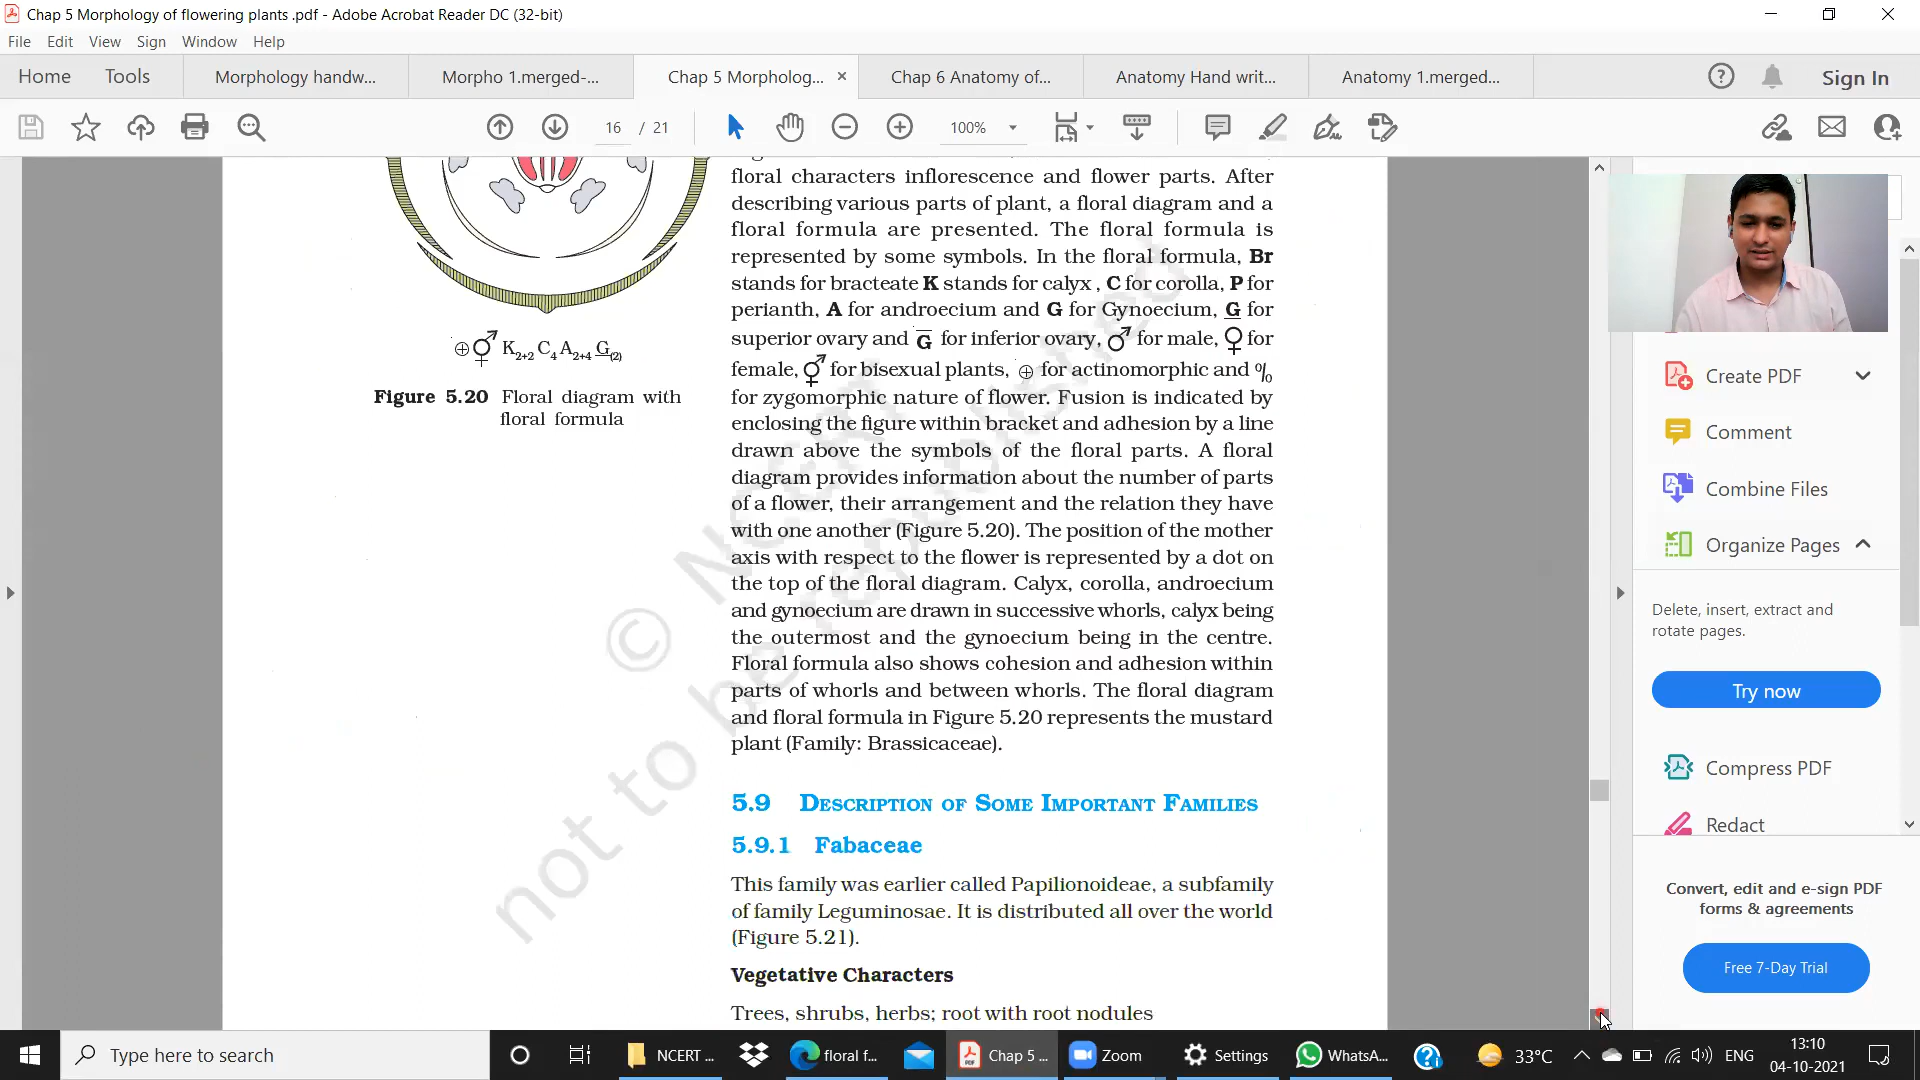 Chap 5 Morphology of flowering plants .pdf - Adobe Acrobat Reader DC (32-bit)
File Edit View Sign Window Help
Home Tools Morphology handw... Morpho 1.merged-... Chap 5 Morpholog... × Chap 6 Anatomy of... Anatomy Hand writ... Anatomy 1.merged... Sign In
16 / 21 100%
floral characters inflorescence and flower parts. After
describing various parts of plant, a floral diagram and a
floral formula are presented. The floral formula is
represented by some symbols. In the floral formula, Br
stands for bracteate K stands for calyx , C for corolla, P for
perianth, A for androecium and G for Gynoecium, G for
superior ovary and G for inferior ovary, ♂ for male, ♀ for
female, ⚥ for bisexual plants, ⊕ for actinomorphic and %
for zygomorphic nature of flower. Fusion is indicated by
enclosing the figure within bracket and adhesion by a line
drawn above the symbols of the floral parts. A floral
diagram provides information about the number of parts
of a flower, their arrangement and the relation they have
with one another (Figure 5.20). The position of the mother
axis with respect to the flower is represented by a dot on
the top of the floral diagram. Calyx, corolla, androecium
and gynoecium are drawn in successive whorls, calyx being
the outermost and the gynoecium being in the centre.
Floral formula also shows cohesion and adhesion within
parts of whorls and between whorls. The floral diagram
and floral formula in Figure 5.20 represents the mustard
plant (Family: Brassicaceae).
⊕ ⚥ K2+2 C4 A2+4 G(2)
Figure 5.20 Floral diagram with
floral formula
5.9 Description of Some Important Families
5.9.1 Fabaceae
This family was earlier called Papilionoideae, a subfamily
of family Leguminosae. It is distributed all over the world
(Figure 5.21).
Vegetative Characters
Trees, shrubs, herbs; root with root nodules
© NCERT
not to be republished
Create PDF
Comment
Combine Files
Organize Pages
Delete, insert, extract and
rotate pages.
Try now
Compress PDF
Redact
Convert, edit and e-sign PDF
forms & agreements
Free 7-Day Trial
Type here to search NCERT ... floral f... Chap 5 ... Zoom Settings WhatsA... 33°C ENG
13:10
04-10-2021